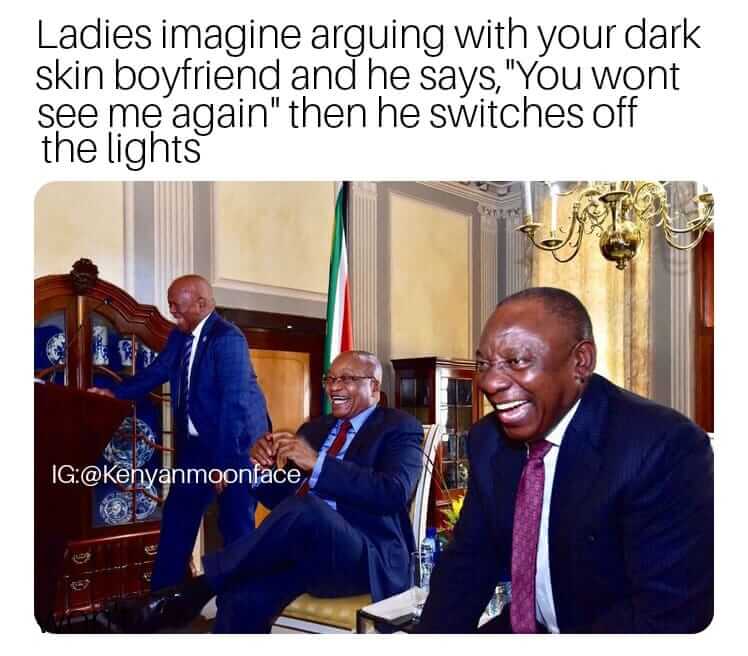 Ladies imagine arguing with your dark
skin boyfriend and he says,"You wont
see me again" then he switches off
the lights
IG:@Kenyanmoonface